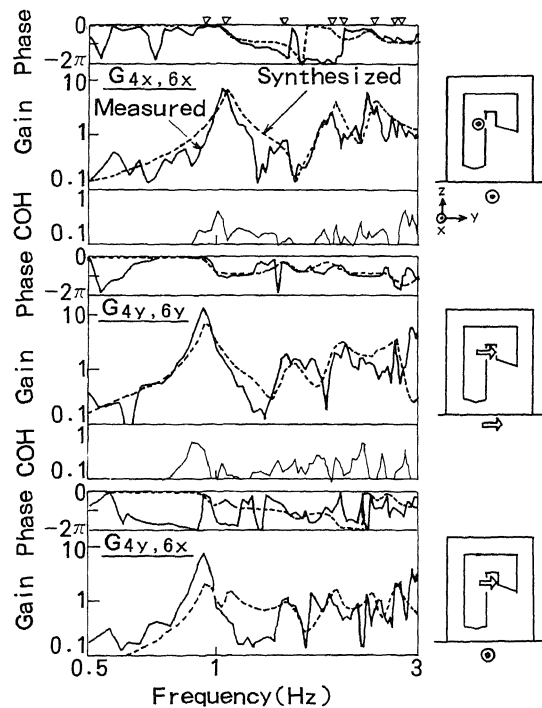 Phase
0
-2π
Gain
10
1
0.1
G4x,6x
Synthesized
Measured
COH
1
0.1
z
y
x
Phase
0
-2π
Gain
10
1
0.1
G4y,6y
COH
1
0.1
Phase
0
-2π
Gain
10
1
0.1
G4y,6x
0.5
1
3
Frequency(Hz)